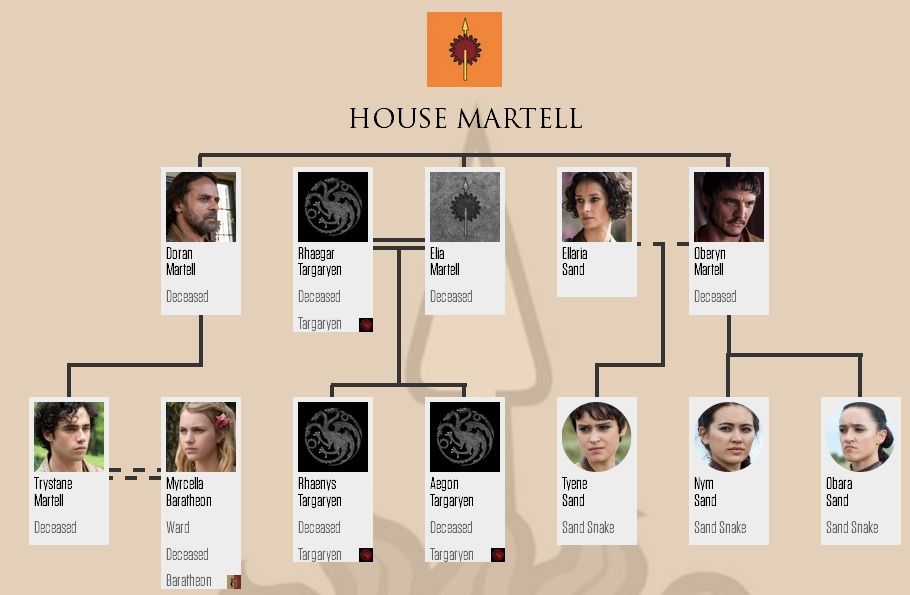 HOUSE MARTELL
Doran
Martell
Deceased
Rhaegar
Targaryen
Deceased
Targaryen
Elia
Martell
Deceased
Ellaria
Sand
Oberyn
Martell
Deceased
Trystane
Martell
Deceased
Myrcella
Baratheon
Ward
Deceased
Baratheon
Rhaenys
Targaryen
Deceased
Targaryen
Aegon
Targaryen
Deceased
Targaryen
Tyene
Sand
Sand Snake
Nym
Sand
Sand Snake
Obara
Sand
Sand Snake